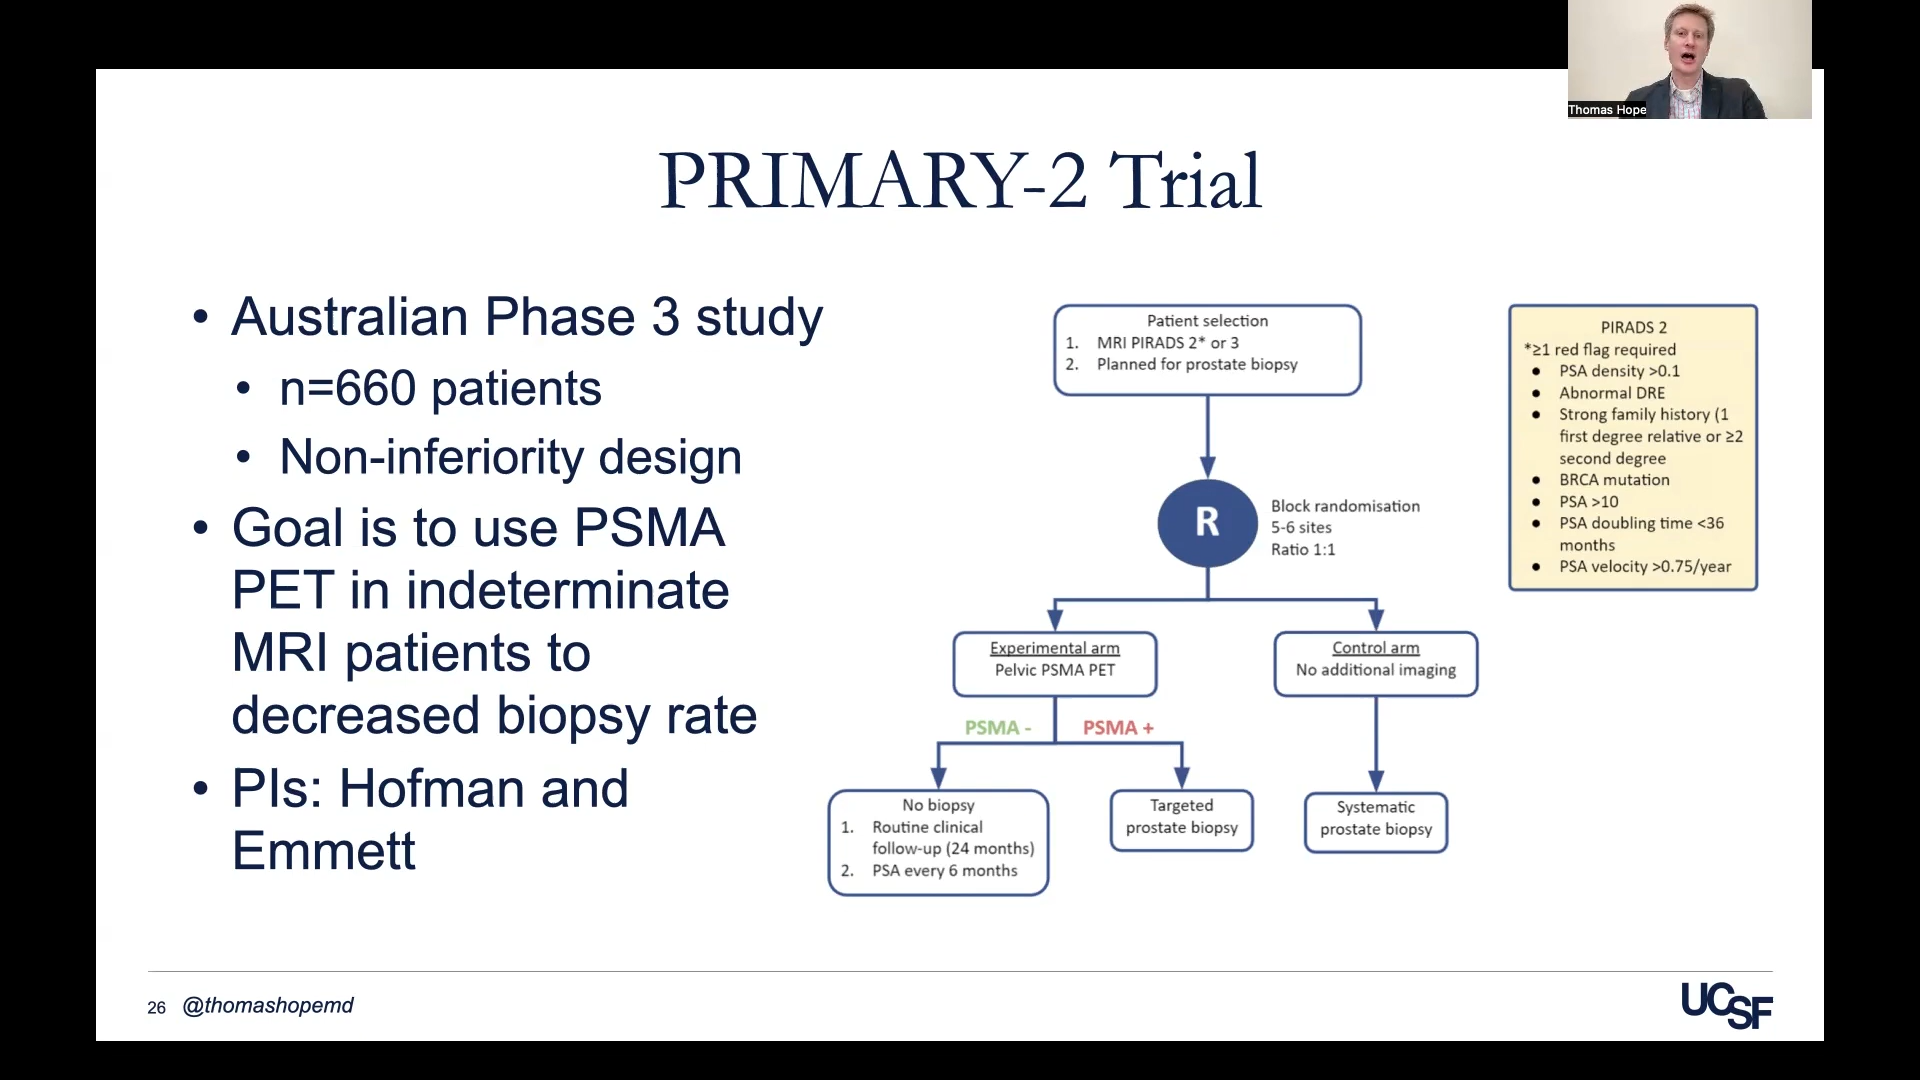 Thomas Hope
PRIMARY-2 Trial
• Australian Phase 3 study
• n=660 patients
• Non-inferiority design
• Goal is to use PSMA
PET in indeterminate
MRI patients to
decreased biopsy rate
• PIs: Hofman and
Emmett
Patient selection
1. MRI PIRADS 2* or 3
2. Planned for prostate biopsy
R
Block randomisation
5-6 sites
Ratio 1:1
Experimental arm
Pelvic PSMA PET
Control arm
No additional imaging
PSMA -
PSMA +
No biopsy
1. Routine clinical
follow-up (24 months)
2. PSA every 6 months
Targeted
prostate biopsy
Systematic
prostate biopsy
PIRADS 2
*≥1 red flag required
• PSA density >0.1
• Abnormal DRE
• Strong family history (1
first degree relative or ≥2
second degree
• BRCA mutation
• PSA >10
• PSA doubling time <36
months
• PSA velocity >0.75/year
26 @thomashopemd
UCSF